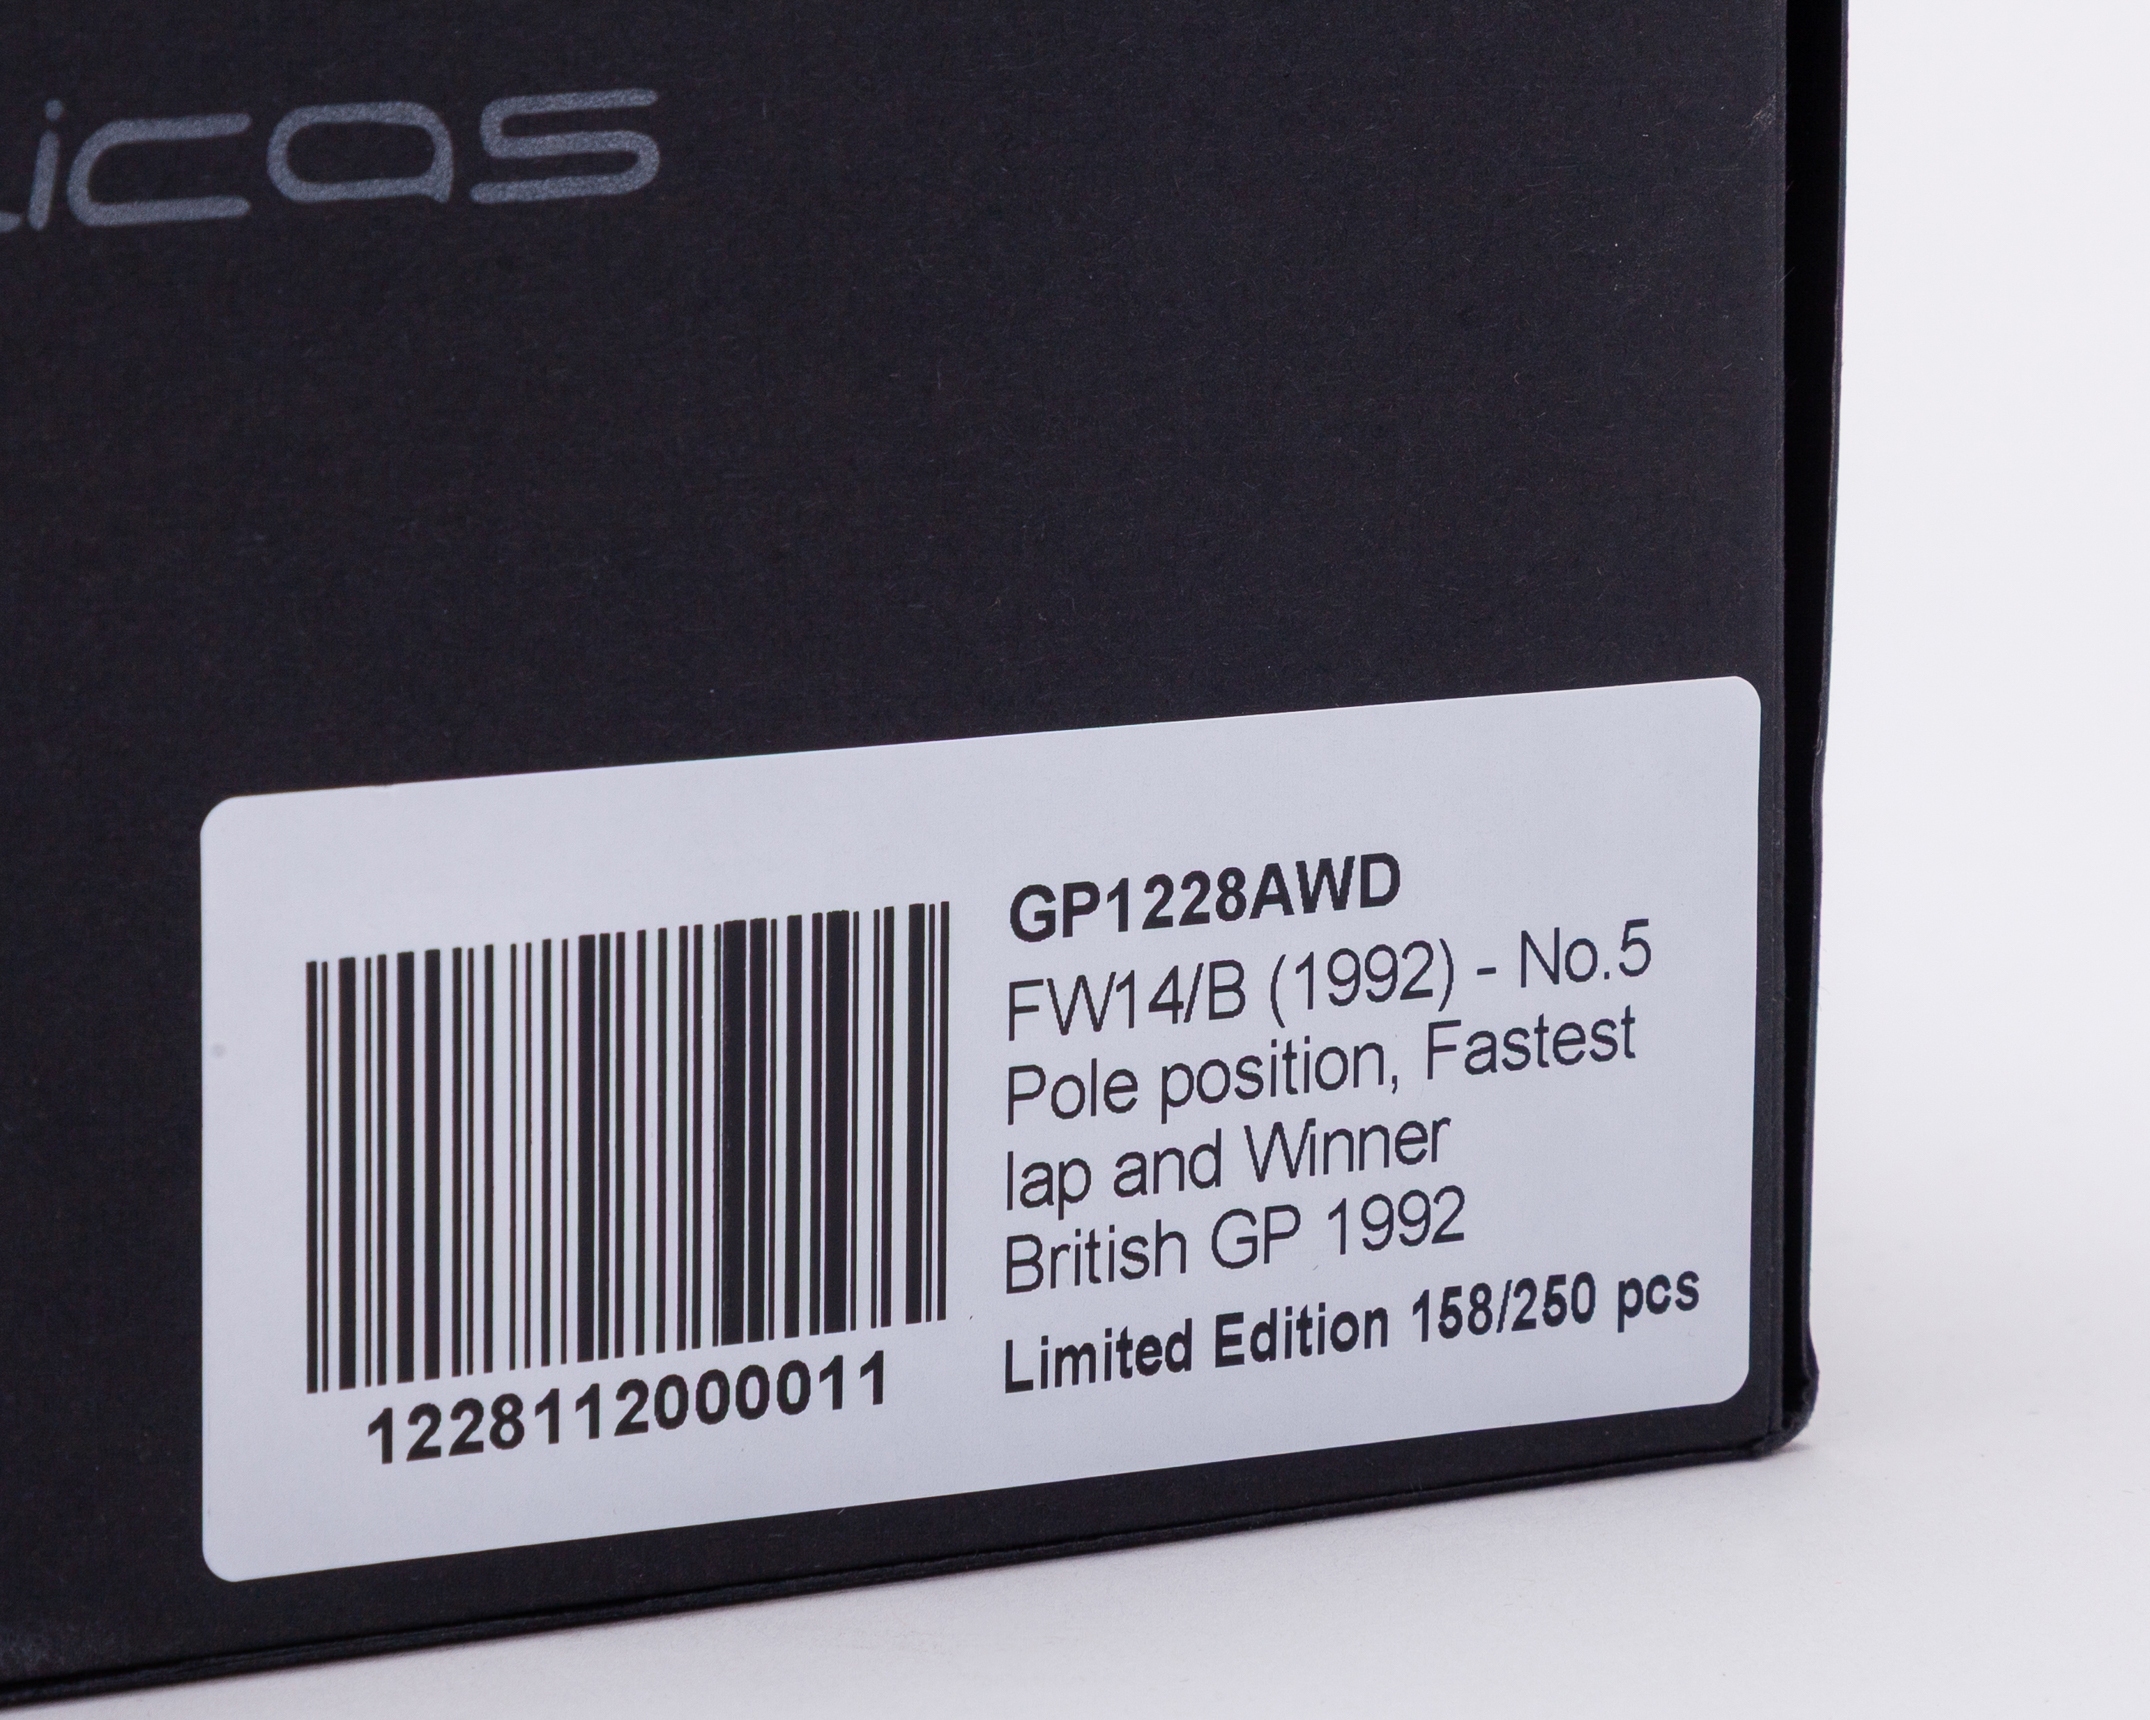 licas
GP1228AWD
FW14/B (1992) - No.5
Pole position, Fastest
lap and Winner
British GP 1992
Limited Edition 158/250 pcs
1228112000011